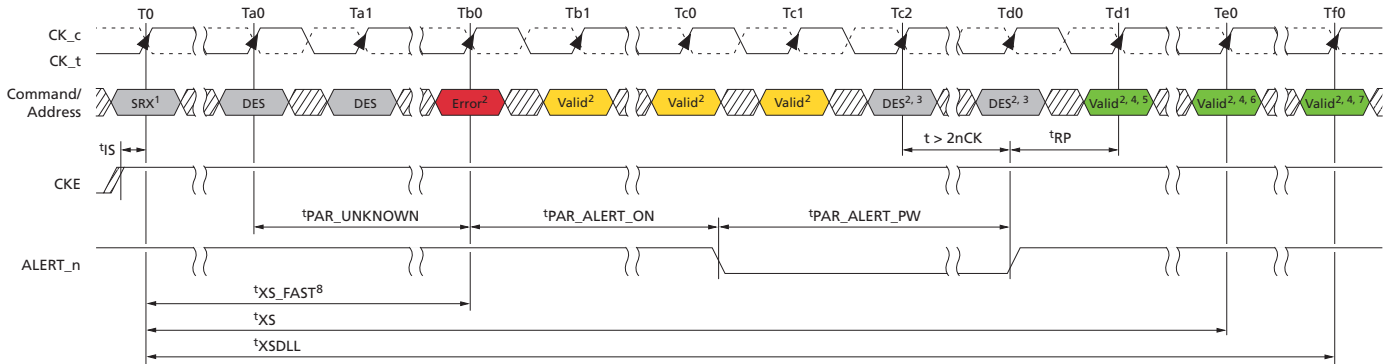 T0 Ta0 Ta1 Tb0 Tb1 Tc0 Tc1 Tc2 Td0 Td1 Te0 Tf0
CK_c
CK_t
Command/
Address
SRX1 DES DES Error2 Valid2 Valid2 Valid2 DES2, 3 DES2, 3 Valid2, 4, 5 Valid2, 4, 6 Valid2, 4, 7
tIS t > 2nCK tRP
CKE
tPAR_UNKNOWN tPAR_ALERT_ON tPAR_ALERT_PW
ALERT_n
tXS_FAST8
tXS
tXSDLL